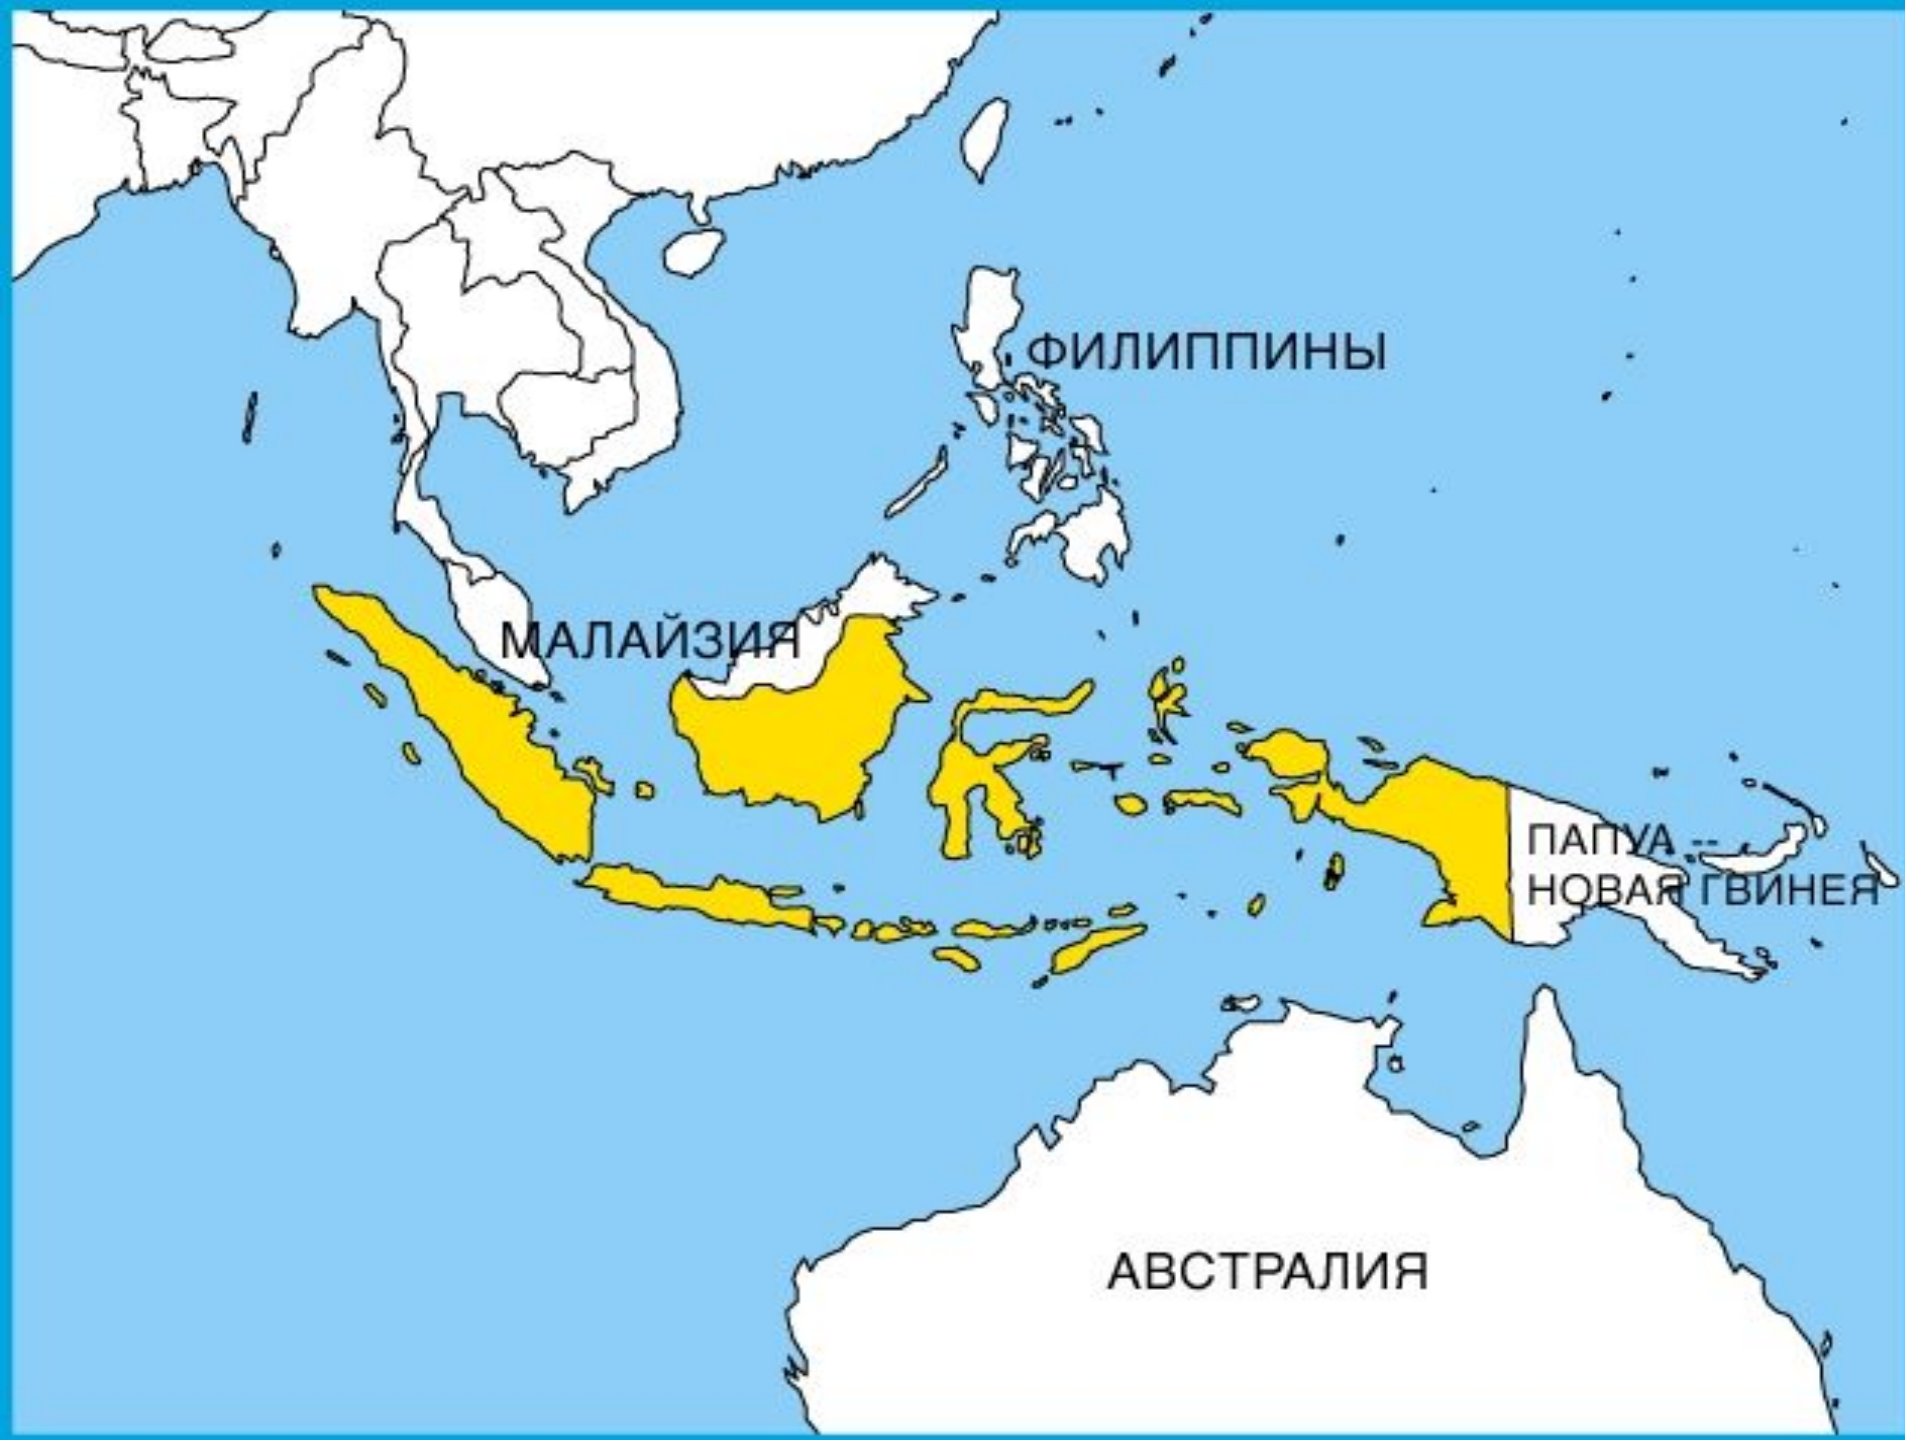 ФИЛИППИНЫ
МАЛАЙЗИЯ
ПАПУА --
НОВАЯ ГВИНЕЯ
АВСТРАЛИЯ